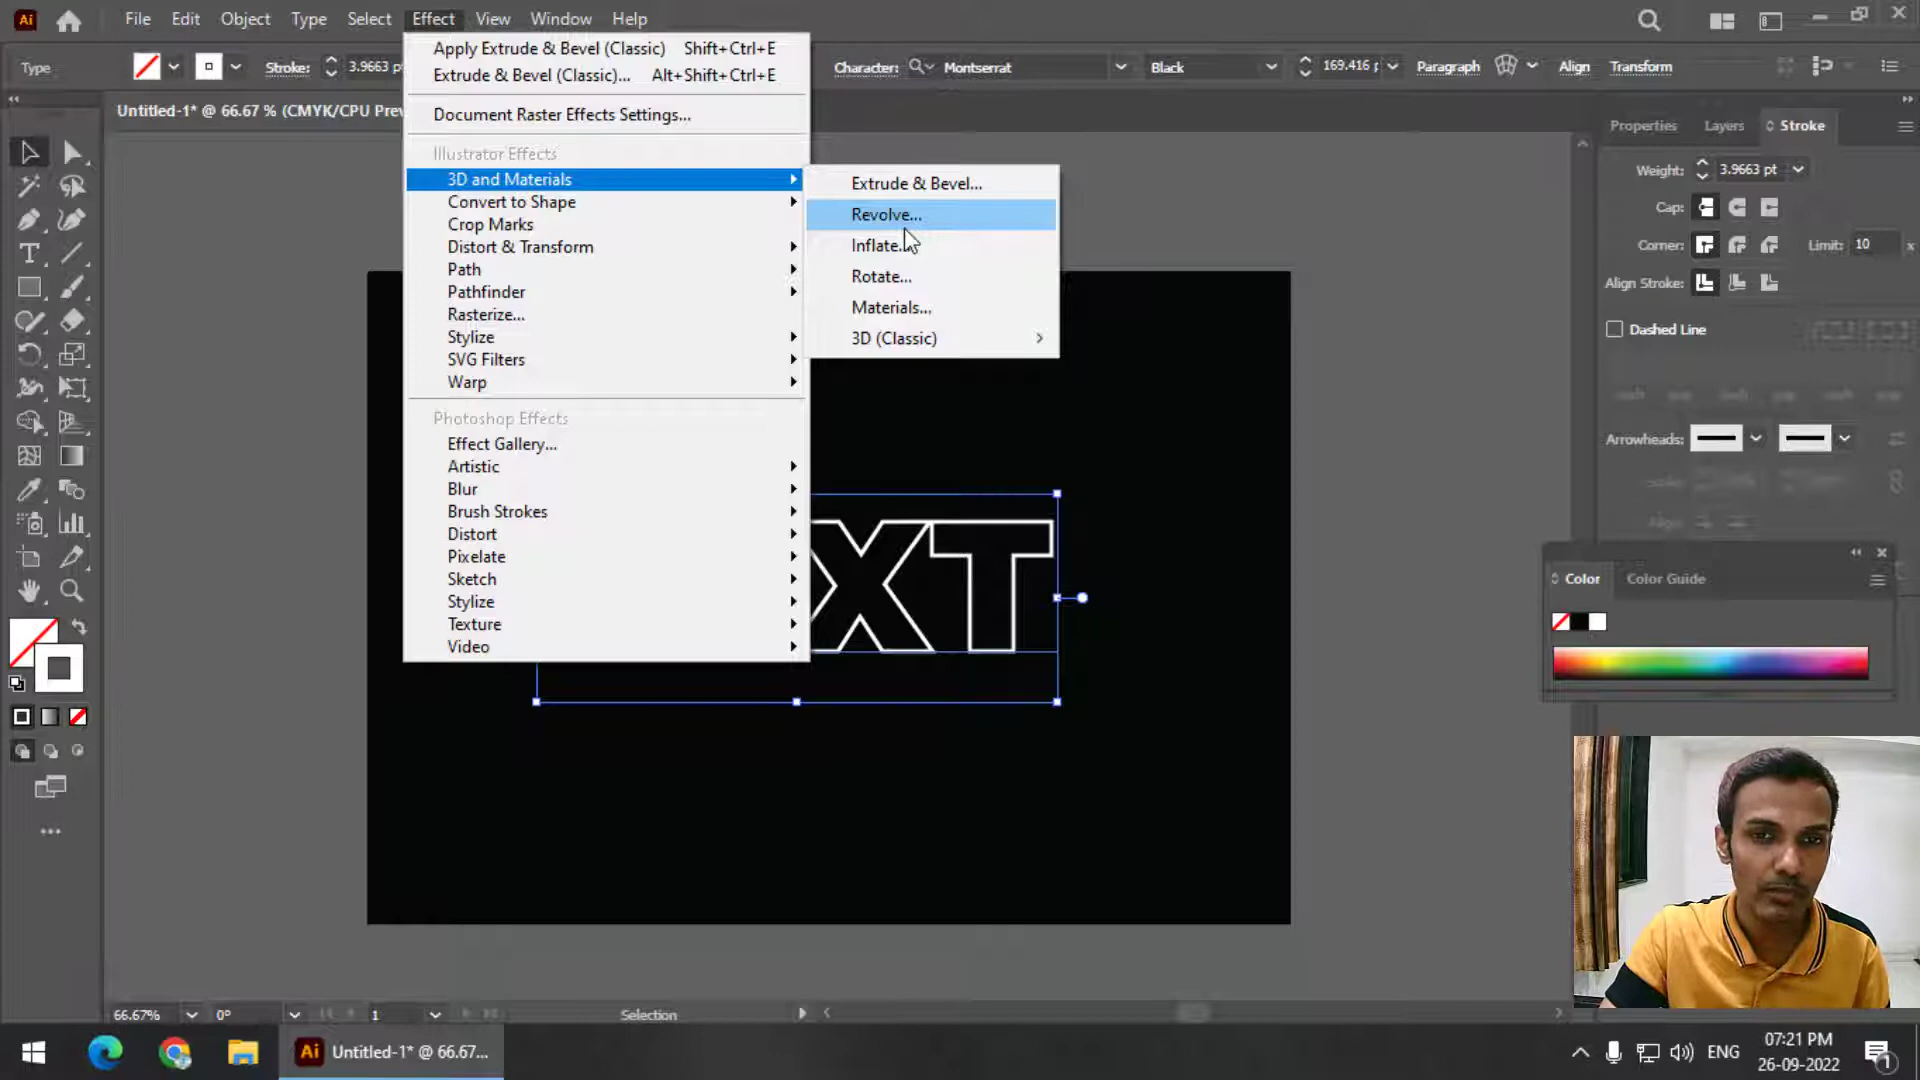 Ai File Edit Object Type Select Effect View Window Help
Type Stroke: 3.9663 p Character: Montserrat Black 169.416 Paragraph Align Transform
Untitled-1* @ 66.67 % (CMYK/CPU Prev
Apply Extrude & Bevel (Classic) Shift+Ctrl+E
Extrude & Bevel (Classic)... Alt+Shift+Ctrl+E
Document Raster Effects Settings...
Illustrator Effects
3D and Materials
Convert to Shape
Crop Marks
Distort & Transform
Path
Pathfinder
Rasterize...
Stylize
SVG Filters
Warp
Photoshop Effects
Effect Gallery...
Artistic
Blur
Brush Strokes
Distort
Pixelate
Sketch
Stylize
Texture
Video
Extrude & Bevel...
Revolve...
Inflate...
Rotate...
Materials...
3D (Classic)
XT
Properties Layers Stroke
Weight: 3.9663 pt
Cap:
Corner: Limit: 10 x
Align Stroke:
Dashed Line
Arrowheads:
Color Color Guide
66.67% 0° 1 Selection
Ai Untitled-1* @ 66.67...
ENG
07:21 PM
26-09-2022
1